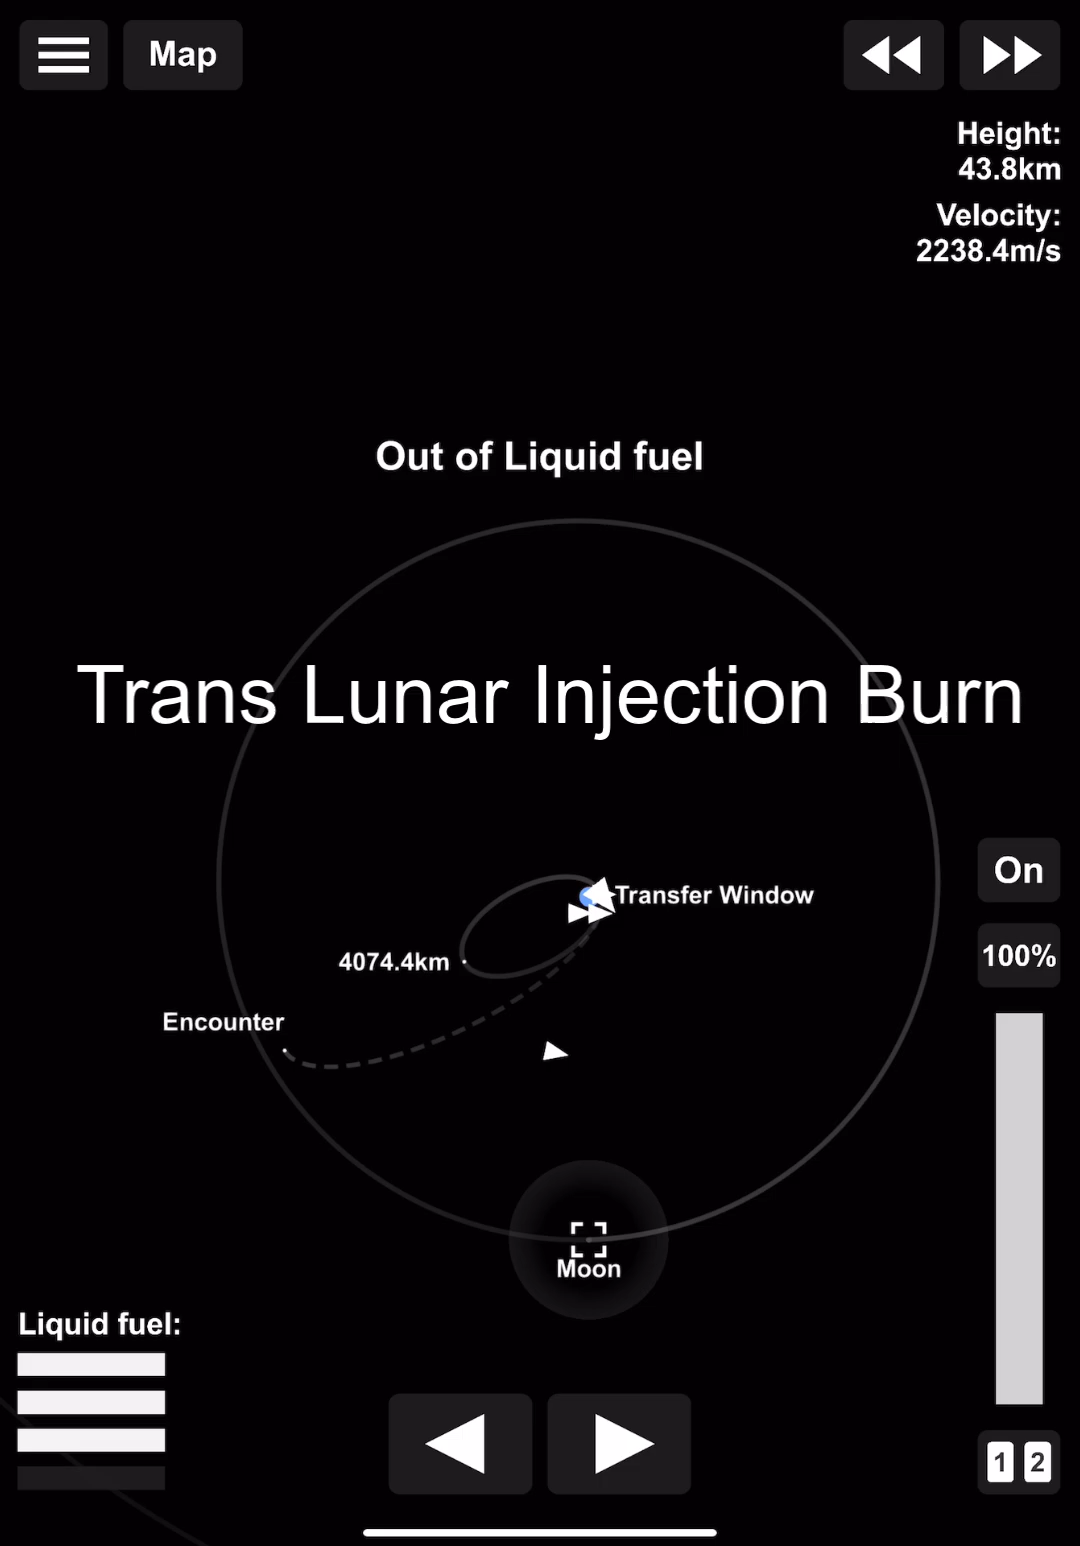 Map
Height:
43.8km
Velocity:
2238.4m/s
Out of Liquid fuel
Trans Lunar Injection Burn
On
Transfer Window
100%
4074.4km
Encounter
Moon
Liquid fuel:
1 2